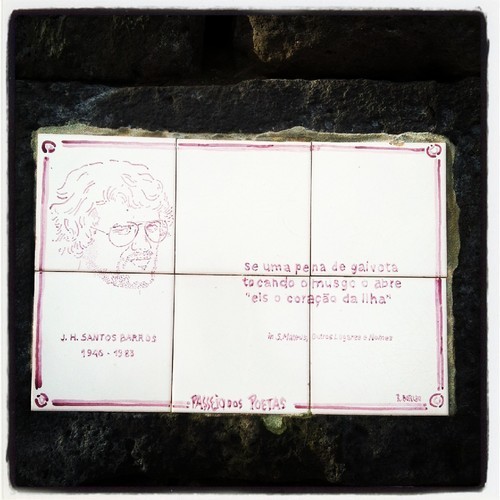 se uma pena de gaivota
tocando o musgo o abre
"eis o coração da ilha"
in S. Mateus, Outros Lugares e Nomes
J. H. SANTOS BARROS
1946 - 1983
PASSEIO DOS POETAS